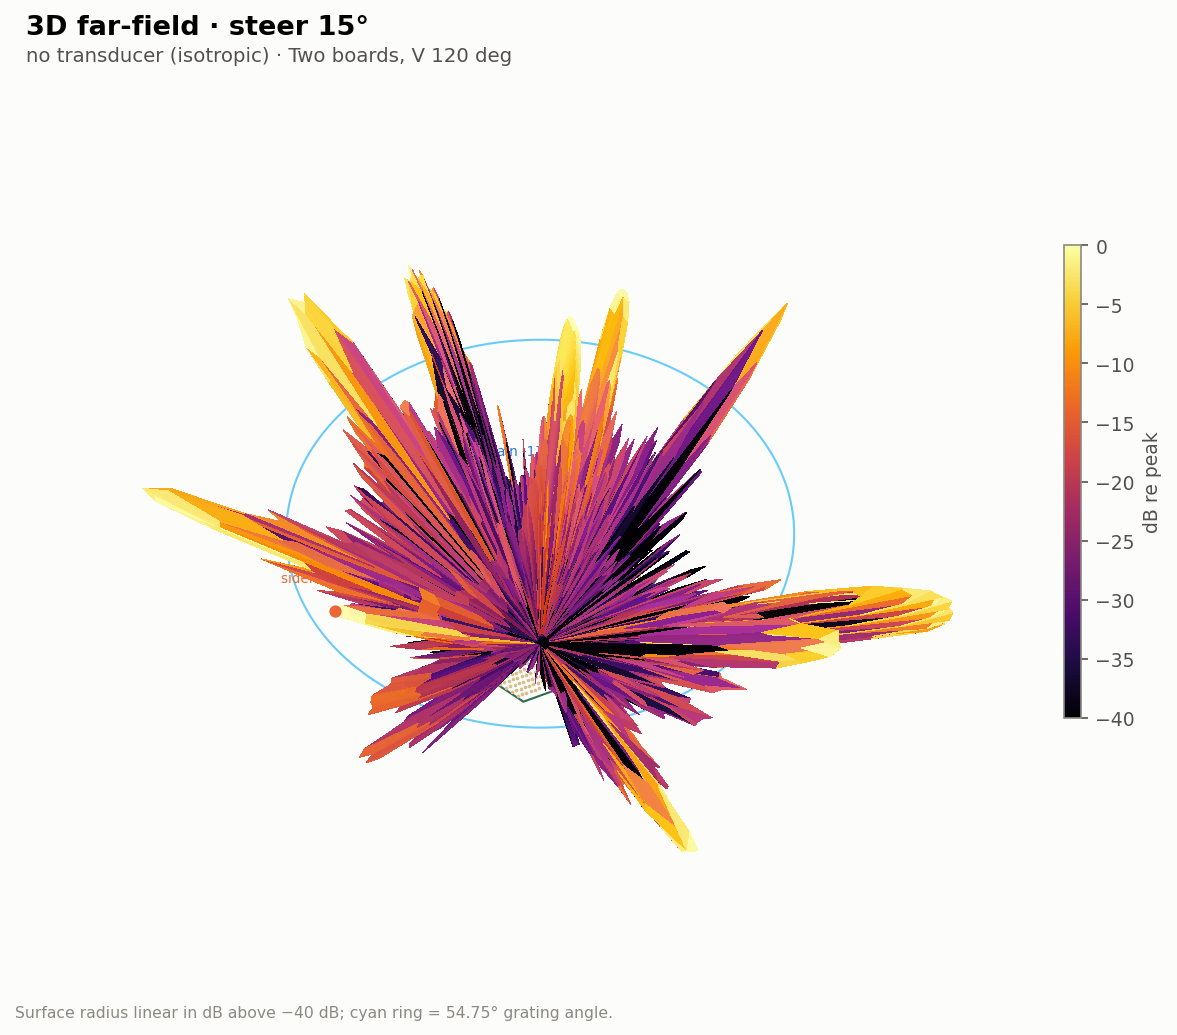 3D far-field · steer 15°
no transducer (isotropic) · Two boards, V 120 deg
0
−5
−10
−15
−20
−25
−30
−35
−40
dB re peak
Surface radius linear in dB above −40 dB; cyan ring = 54.75° grating angle.